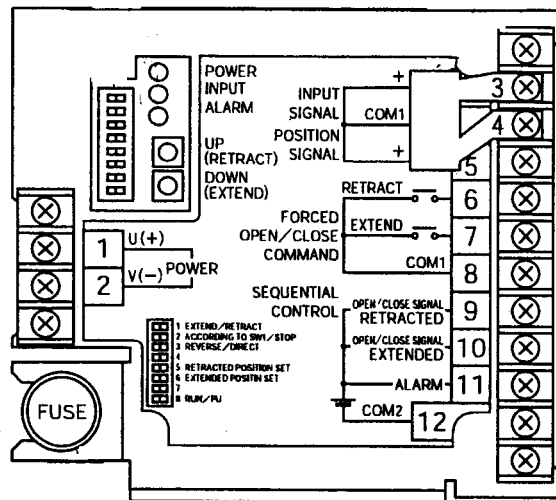 POWER
INPUT
ALARM
UP
(RETRACT)
DOWN
(EXTEND)
+
INPUT
SIGNAL
COM1
POSITION
SIGNAL
+
3
4
5
RETRACT
6
FORCED
OPEN/CLOSE
COMMAND
EXTEND
7
COM1
8
1 U(+)
POWER
2 V(-)
SEQUENTIAL
CONTROL
OPEN/CLOSE SIGNAL
RETRACTED
9
OPEN/CLOSE SIGNAL
EXTENDED
10
ALARM
11
COM2
12
1 EXTEND/RETRACT
2 ACCORDING TO SW1/STOP
3 REVERSE/DIRECT
4
5 RETRACTED POSITION SET
6 EXTENDED POSITIN SET
7
8 RUN/PU
FUSE